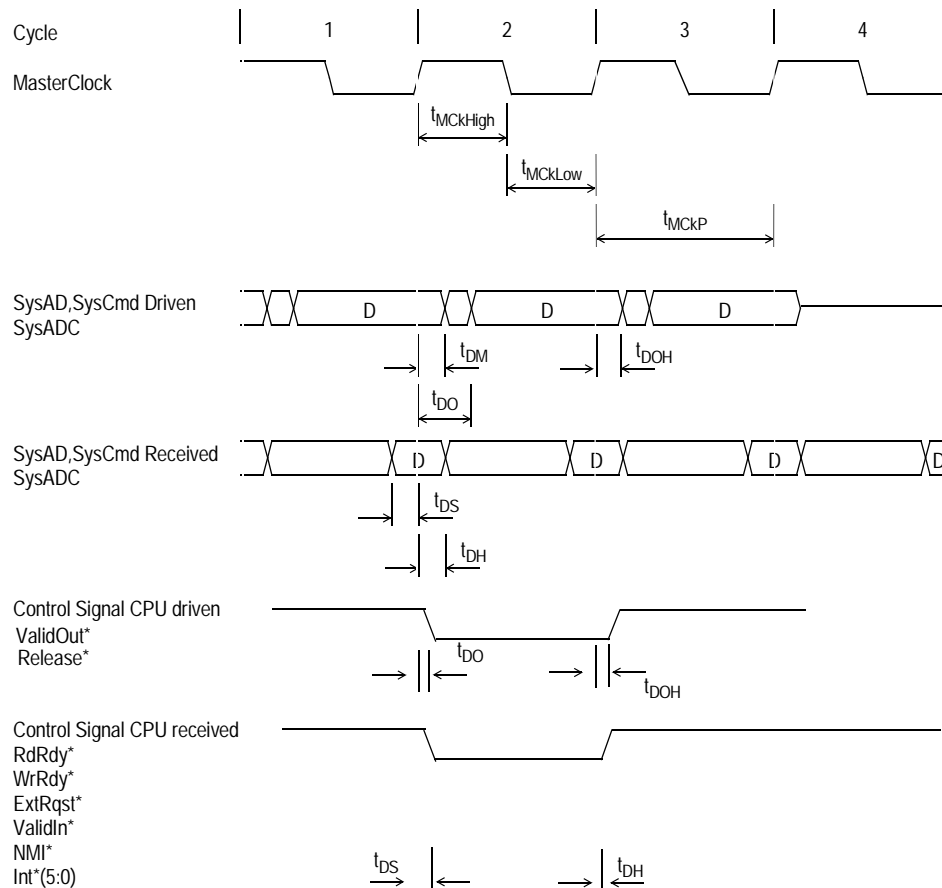 Cycle 1 2 3 4
MasterClock
tMCkHigh
tMCkLow
tMCkP
SysAD,SysCmd Driven
SysADC
D D D
tDM tDOH
tDO
SysAD,SysCmd Received
SysADC
D D D D
tDS
tDH
Control Signal CPU driven
ValidOut*
Release*
tDO
tDOH
Control Signal CPU received
RdRdy*
WrRdy*
ExtRqst*
ValidIn*
NMI*
Int*(5:0)
tDS tDH